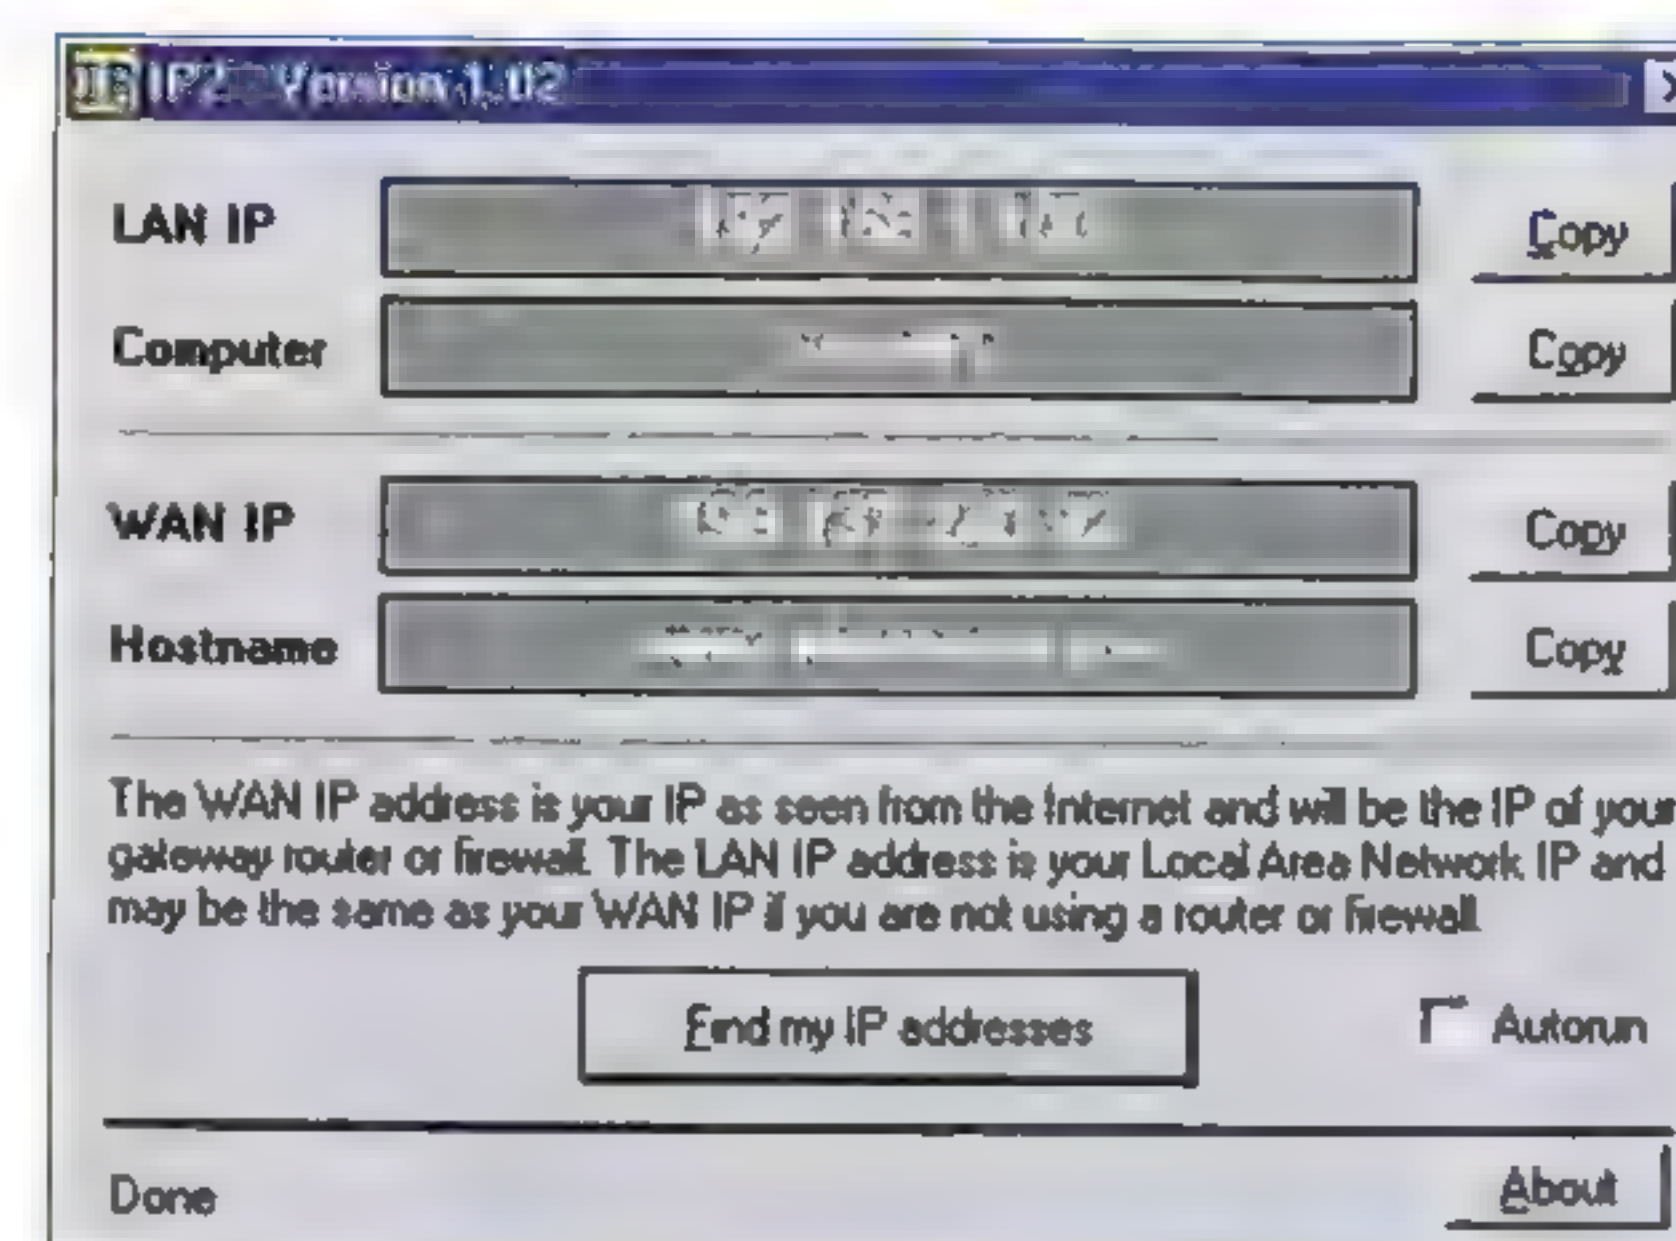 IP2 - Version 1.02
LAN IP
Copy
Computer
Copy
WAN IP
Copy
Hostname
Copy
The WAN IP address is your IP as seen from the Internet and will be the IP of your
gateway router or firewall. The LAN IP address is your Local Area Network IP and
may be the same as your WAN IP if you are not using a router or firewall.
Find my IP addresses
Autorun
Done
About